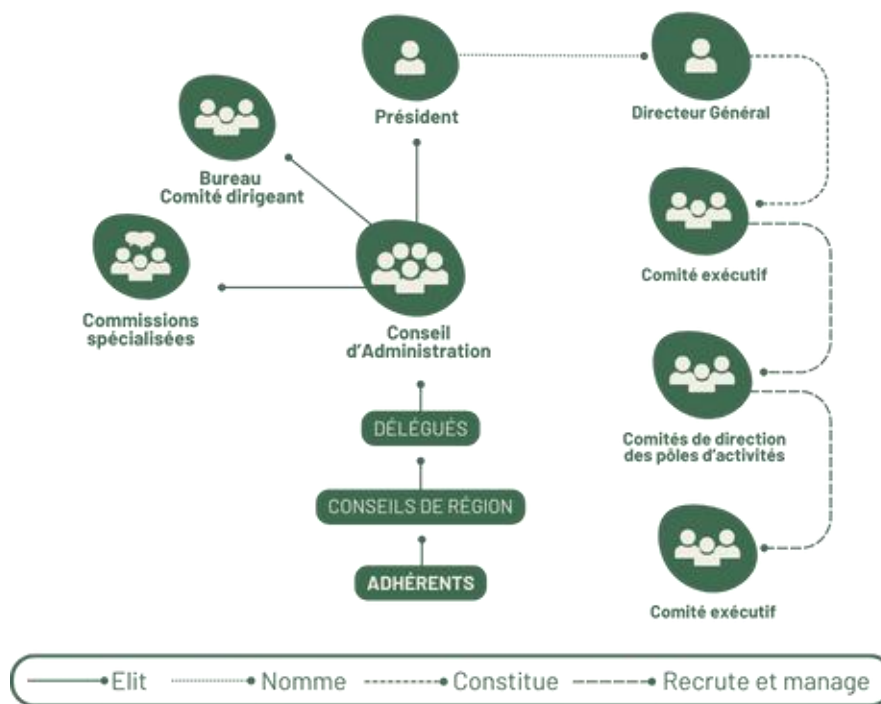 Président
Directeur Général
Bureau
Comité dirigeant
Comité exécutif
Commissions
spécialisées
Conseil
d'Administration
DÉLÉGUÉS
Comités de direction
des pôles d'activités
CONSEILS DE RÉGION
ADHÉRENTS
Comité exécutif
Elit
Nomme
Constitue
Recrute et manage